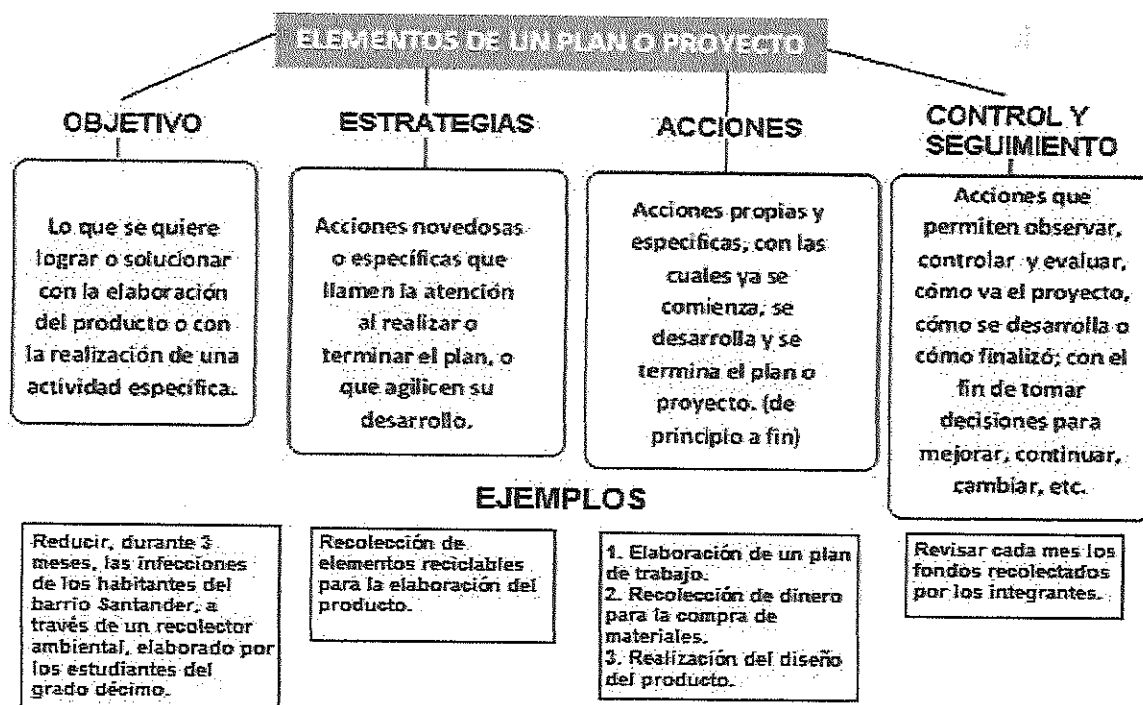 ELEMENTOS DE UN PLAN O PROYECTO
OBJETIVO
Lo que se quiere
lograr o solucionar
con la elaboración
del producto o con
la realización de una
actividad específica.
ESTRATEGIAS
Acciones novedosas
o específicas que
llamen la atención
al realizar o
terminar el plan, o
que agilicen su
desarrollo.
ACCIONES
Acciones propias y
específicas, con las
cuales ya se
comienza, se
desarrolla y se
termina el plan o
proyecto. (de
principio a fin)
CONTROL Y
SEGUIMIENTO
Acciones que
permiten observar,
controlar y evaluar,
cómo va el proyecto,
cómo se desarrolla o
cómo finalizó; con el
fin de tomar
decisiones para
mejorar, continuar,
cambiar, etc.
EJEMPLOS
Reducir, durante 3
meses, las infecciones
de los habitantes del
barrio Santander, a
través de un recolector
ambiental, elaborado por
los estudiantes del
grado décimo.
Recolección de
elementos reciclables
para la elaboración del
producto.
1. Elaboración de un plan
de trabajo.
2. Recolección de dinero
para la compra de
materiales.
3. Realización del diseño
del producto.
Revisar cada mes los
fondos recolectados
por los integrantes.